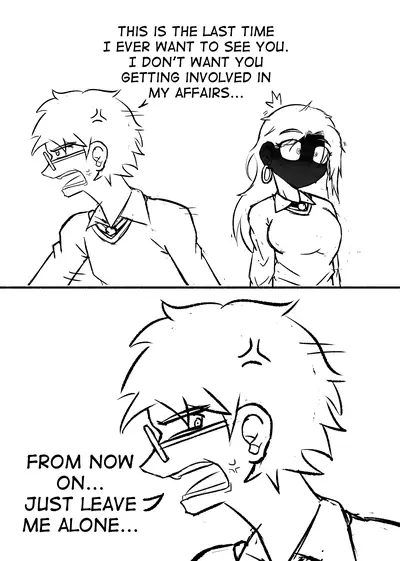 THIS IS THE LAST TIME
I EVER WANT TO SEE YOU.
I DON'T WANT YOU
GETTING INVOLVED IN
MY AFFAIRS...
FROM NOW
ON...
JUST LEAVE
ME ALONE...